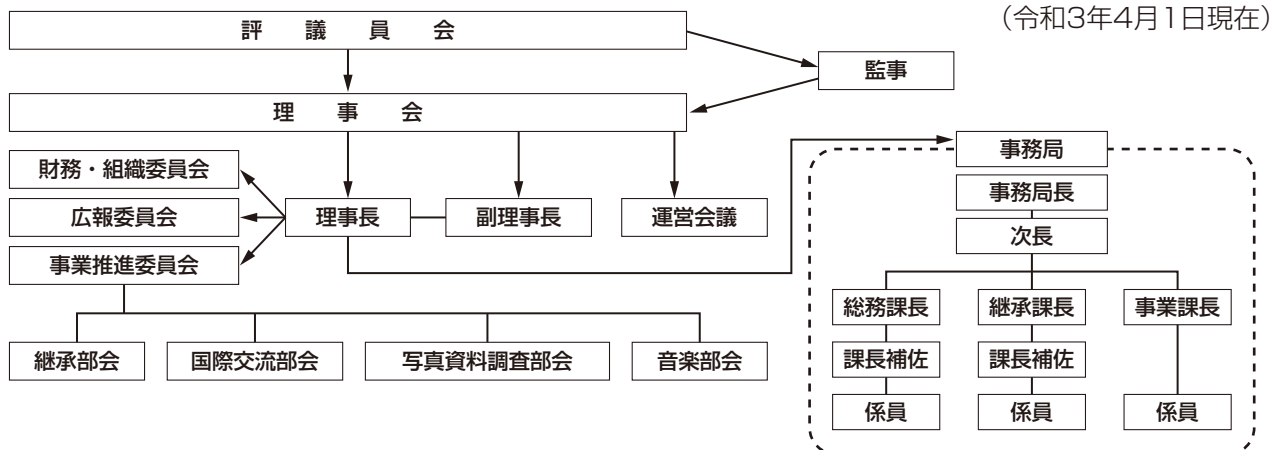 (令和3年4月1日現在)
評議員会
監事
理事会
事務局
財務・組織委員会
広報委員会
事業推進委員会
理事長
副理事長
運営会議
事務局長
次長
総務課長
継承課長
事業課長
継承部会
国際交流部会
写真資料調査部会
音楽部会
課長補佐
課長補佐
係員
係員
係員